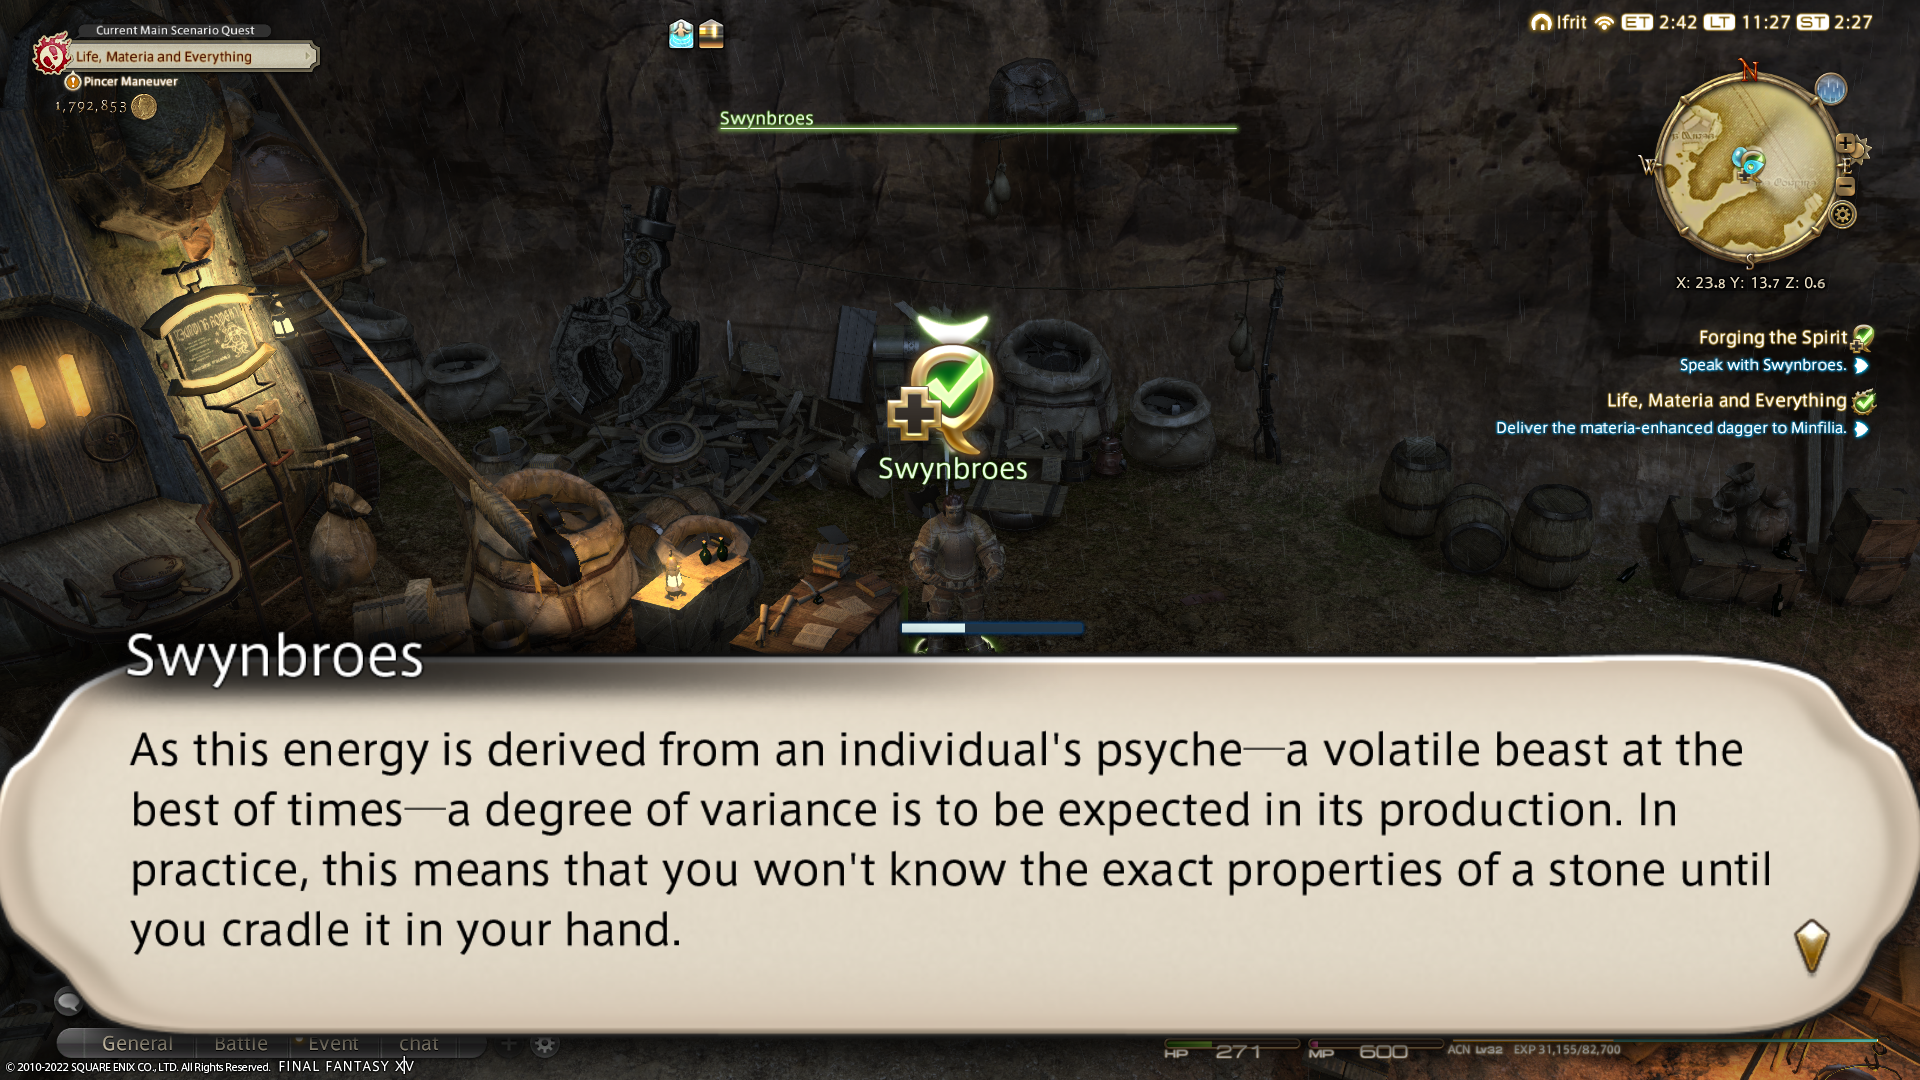 Current Main Scenario Quest
Life, Materia and Everything
Pincer Maneuver
1,792,853
Ifrit ET 2:42 LT 11:27 ST 2:27
Swynbroes
N
W
E
S
X: 23.8 Y: 13.7 Z: 0.6
Forging the Spirit
Speak with Swynbroes.
Life, Materia and Everything
Deliver the materia-enhanced dagger to Minfilia.
Swynbroes
Swynbroes
As this energy is derived from an individual's psyche—a volatile beast at the
best of times—a degree of variance is to be expected in its production. In
practice, this means that you won't know the exact properties of a stone until
you cradle it in your hand.
General Battle Event chat
HP 271 MP 600 ACN Lv32 EXP 31,155/82,700
© 2010-2022 SQUARE ENIX CO., LTD. All Rights Reserved. FINAL FANTASY XIV